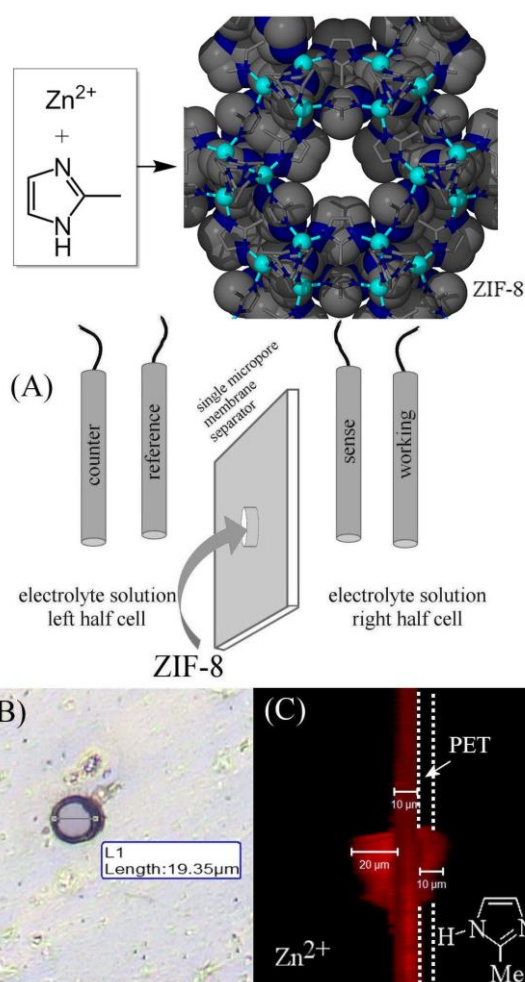 Zn2+
+
N
N
H
ZIF-8
(A)
counter
reference
single micropore
membrane
separator
sense
working
electrolyte solution
left half cell
electrolyte solution
right half cell
ZIF-8
B)
L1
Length:19.35µm
(C)
PET
10 µm
20 µm
10 µm
Zn2+
H
N
N
Me